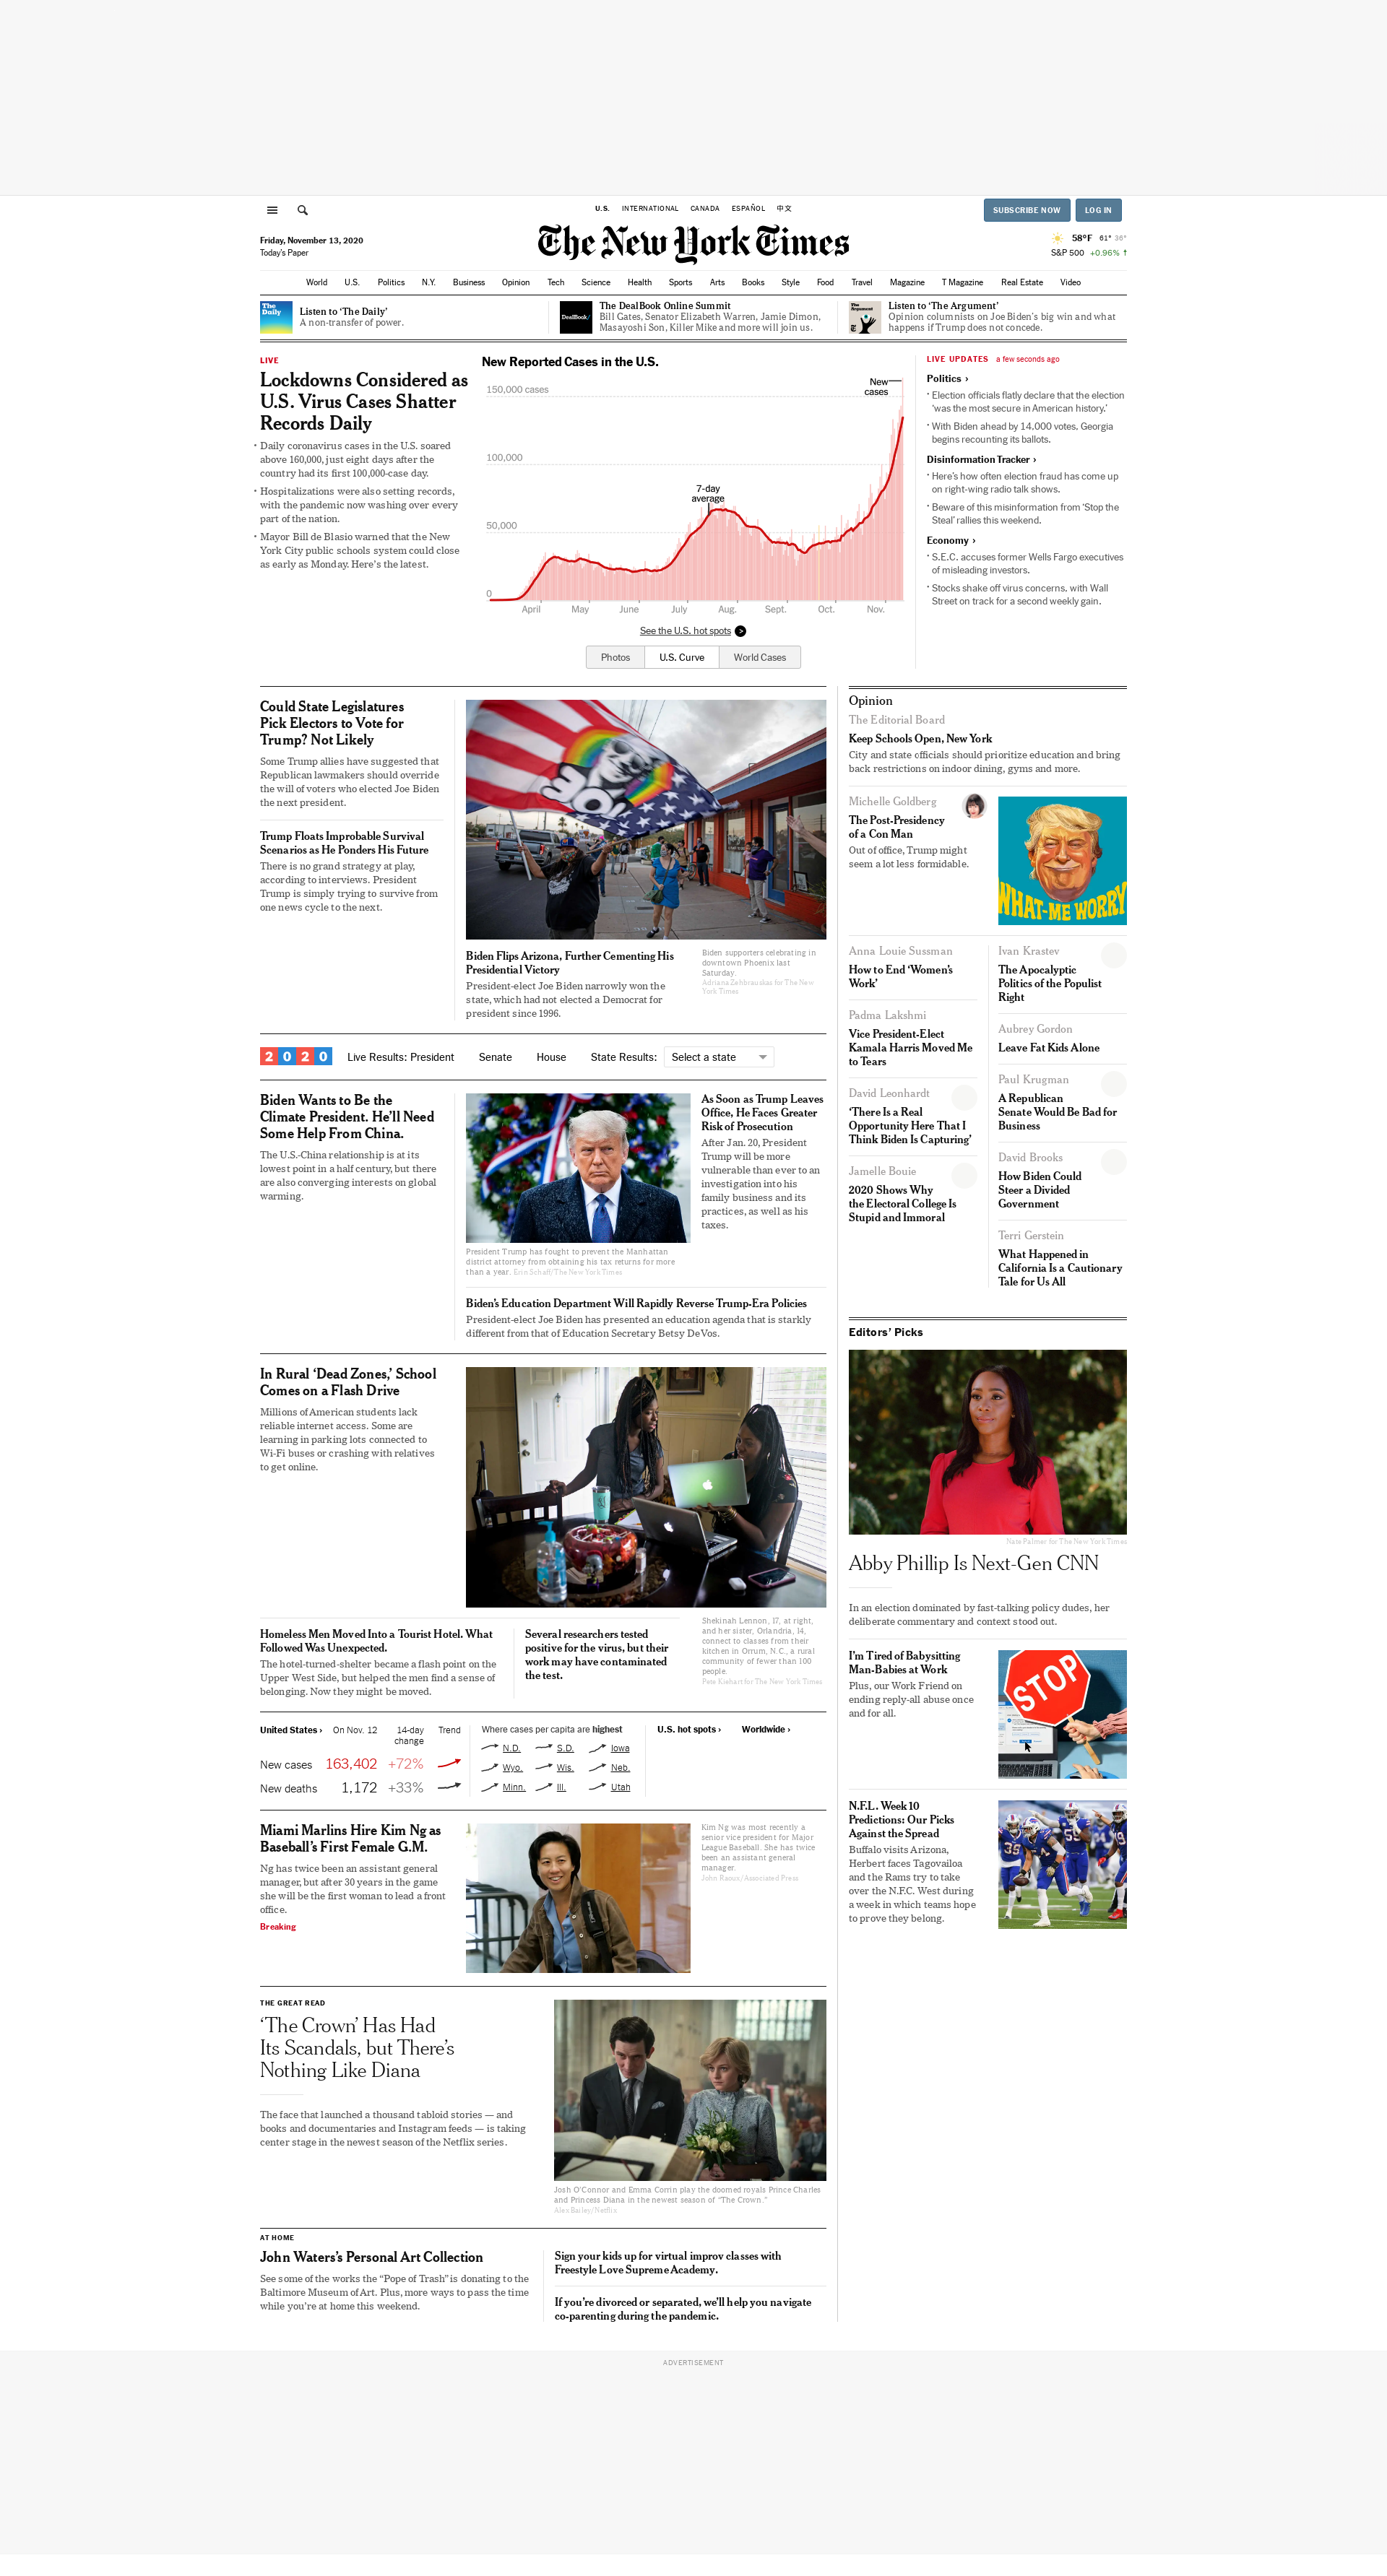 U.S.
INTERNATIONAL
CANADA
ESPAÑOL
中文
SUBSCRIBE NOW
LOG IN
Friday, November 13, 2020
Today's Paper
The New York Times
58°F 61° 36°
S&P 500 +0.96% ↑
World U.S. Politics N.Y. Business Opinion Tech Science Health Sports Arts Books Style Food Travel Magazine T Magazine Real Estate Video
The
Daily
Listen to ‘The Daily’
A non-transfer of power.
DealBook/
The DealBook Online Summit
Bill Gates, Senator Elizabeth Warren, Jamie Dimon,
Masayoshi Son, Killer Mike and more will join us.
The
Argument
Listen to ‘The Argument’
Opinion columnists on Joe Biden's big win and what
happens if Trump does not concede.
LIVE
Lockdowns Considered as
U.S. Virus Cases Shatter
Records Daily
• Daily coronavirus cases in the U.S. soared
above 160,000, just eight days after the
country had its first 100,000-case day.
• Hospitalizations were also setting records,
with the pandemic now washing over every
part of the nation.
• Mayor Bill de Blasio warned that the New
York City public schools system could close
as early as Monday. Here's the latest.
New Reported Cases in the U.S.
150,000 cases
New
cases
100,000
7-day
average
50,000
0
April May June July Aug. Sept. Oct. Nov.
See the U.S. hot spots >
Photos
U.S. Curve
World Cases
LIVE UPDATES a few seconds ago
Politics ›
• Election officials flatly declare that the election
‘was the most secure in American history.’
• With Biden ahead by 14,000 votes, Georgia
begins recounting its ballots.
Disinformation Tracker ›
• Here's how often election fraud has come up
on right-wing radio talk shows.
• Beware of this misinformation from ‘Stop the
Steal’ rallies this weekend.
Economy ›
• S.E.C. accuses former Wells Fargo executives
of misleading investors.
• Stocks shake off virus concerns, with Wall
Street on track for a second weekly gain.
Could State Legislatures
Pick Electors to Vote for
Trump? Not Likely
Some Trump allies have suggested that
Republican lawmakers should override
the will of voters who elected Joe Biden
the next president.
Trump Floats Improbable Survival
Scenarios as He Ponders His Future
There is no grand strategy at play,
according to interviews. President
Trump is simply trying to survive from
one news cycle to the next.
Biden Flips Arizona, Further Cementing His
Presidential Victory
President-elect Joe Biden narrowly won the
state, which had not elected a Democrat for
president since 1996.
Biden supporters celebrating in
downtown Phoenix last
Saturday.
Adriana Zehbrauskas for The New
York Times
2020
Live Results: President
Senate
House
State Results:
Select a state
Biden Wants to Be the
Climate President. He'll Need
Some Help From China.
The U.S.-China relationship is at its
lowest point in a half century, but there
are also converging interests on global
warming.
President Trump has fought to prevent the Manhattan
district attorney from obtaining his tax returns for more
than a year. Erin Schaff/The New York Times
As Soon as Trump Leaves
Office, He Faces Greater
Risk of Prosecution
After Jan. 20, President
Trump will be more
vulnerable than ever to an
investigation into his
family business and its
practices, as well as his
taxes.
Biden's Education Department Will Rapidly Reverse Trump-Era Policies
President-elect Joe Biden has presented an education agenda that is starkly
different from that of Education Secretary Betsy DeVos.
In Rural ‘Dead Zones,’ School
Comes on a Flash Drive
Millions of American students lack
reliable internet access. Some are
learning in parking lots connected to
Wi-Fi buses or crashing with relatives
to get online.
Shekinah Lennon, 17, at right,
and her sister, Orlandria, 14,
connect to classes from their
kitchen in Orrum, N.C., a rural
community of fewer than 100
people.
Pete Kiehart for The New York Times
Homeless Men Moved Into a Tourist Hotel. What
Followed Was Unexpected.
The hotel-turned-shelter became a flash point on the
Upper West Side, but helped the men find a sense of
belonging. Now they might be moved.
Several researchers tested
positive for the virus, but their
work may have contaminated
the test.
United States › On Nov. 12 14-day
change Trend
New cases 163,402 +72%
New deaths 1,172 +33%
Where cases per capita are highest
N.D. S.D. Iowa
Wyo. Wis. Neb.
Minn. Ill. Utah
U.S. hot spots ›
Worldwide ›
Miami Marlins Hire Kim Ng as
Baseball's First Female G.M.
Ng has twice been an assistant general
manager, but after 30 years in the game
she will be the first woman to lead a front
office.
Breaking
Kim Ng was most recently a
senior vice president for Major
League Baseball. She has twice
been an assistant general
manager.
John Raoux/Associated Press
THE GREAT READ
‘The Crown’ Has Had
Its Scandals, but There's
Nothing Like Diana
The face that launched a thousand tabloid stories — and
books and documentaries and Instagram feeds — is taking
center stage in the newest season of the Netflix series.
Josh O'Connor and Emma Corrin play the doomed royals Prince Charles
and Princess Diana in the newest season of “The Crown.”
Alex Bailey/Netflix
AT HOME
John Waters's Personal Art Collection
See some of the works the “Pope of Trash” is donating to the
Baltimore Museum of Art. Plus, more ways to pass the time
while you're at home this weekend.
Sign your kids up for virtual improv classes with
Freestyle Love Supreme Academy.
If you're divorced or separated, we'll help you navigate
co-parenting during the pandemic.
Opinion
The Editorial Board
Keep Schools Open, New York
City and state officials should prioritize education and bring
back restrictions on indoor dining, gyms and more.
Michelle Goldberg
The Post-Presidency
of a Con Man
Out of office, Trump might
seem a lot less formidable.
WHAT-ME WORRY
Anna Louie Sussman
How to End ‘Women's
Work’
Padma Lakshmi
Vice President-Elect
Kamala Harris Moved Me
to Tears
David Leonhardt
‘There Is a Real
Opportunity Here That I
Think Biden Is Capturing’
Jamelle Bouie
2020 Shows Why
the Electoral College Is
Stupid and Immoral
Ivan Krastev
The Apocalyptic
Politics of the Populist
Right
Aubrey Gordon
Leave Fat Kids Alone
Paul Krugman
A Republican
Senate Would Be Bad for
Business
David Brooks
How Biden Could
Steer a Divided
Government
Terri Gerstein
What Happened in
California Is a Cautionary
Tale for Us All
Editors' Picks
Nate Palmer for The New York Times
Abby Phillip Is Next-Gen CNN
In an election dominated by fast-talking policy dudes, her
deliberate commentary and context stood out.
I'm Tired of Babysitting
Man-Babies at Work
Plus, our Work Friend on
ending reply-all abuse once
and for all.
STOP
N.F.L. Week 10
Predictions: Our Picks
Against the Spread
Buffalo visits Arizona,
Herbert faces Tagovailoa
and the Rams try to take
over the N.F.C. West during
a week in which teams hope
to prove they belong.
35
55
ADVERTISEMENT